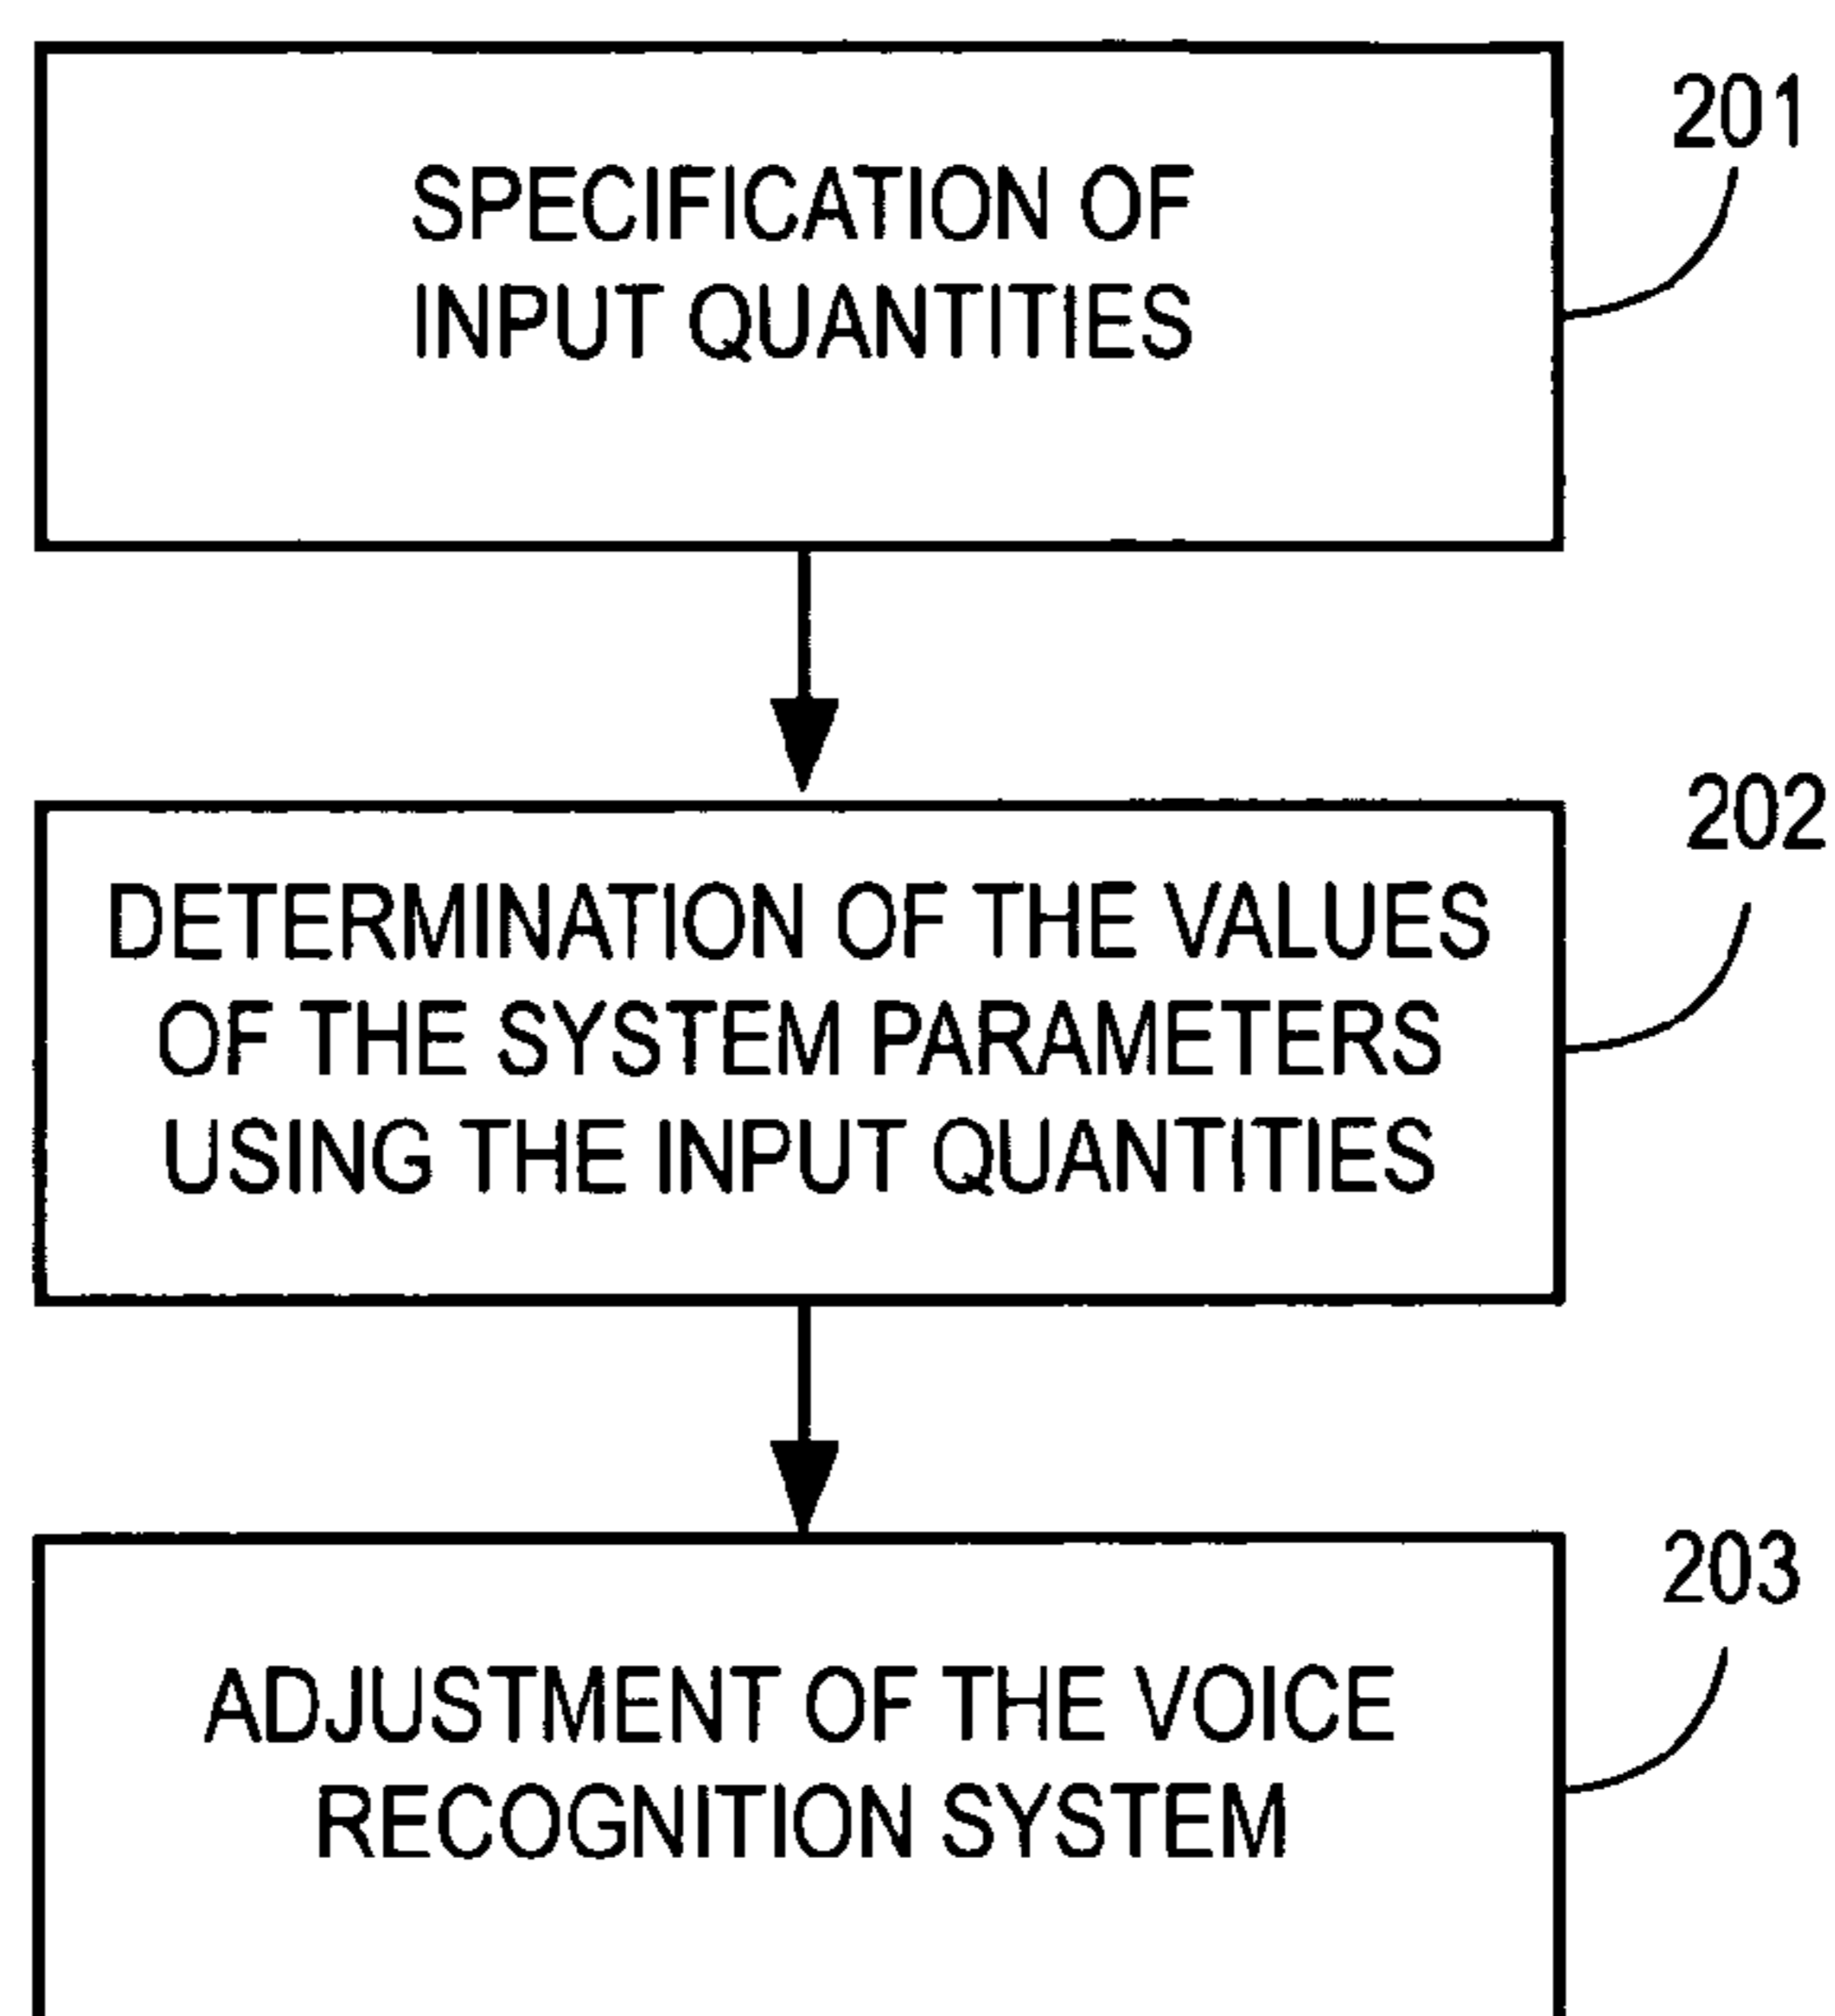 201
SPECIFICATION OF
INPUT QUANTITIES
202
DETERMINATION OF THE VALUES
OF THE SYSTEM PARAMETERS
USING THE INPUT QUANTITIES
203
ADJUSTMENT OF THE VOICE
RECOGNITION SYSTEM